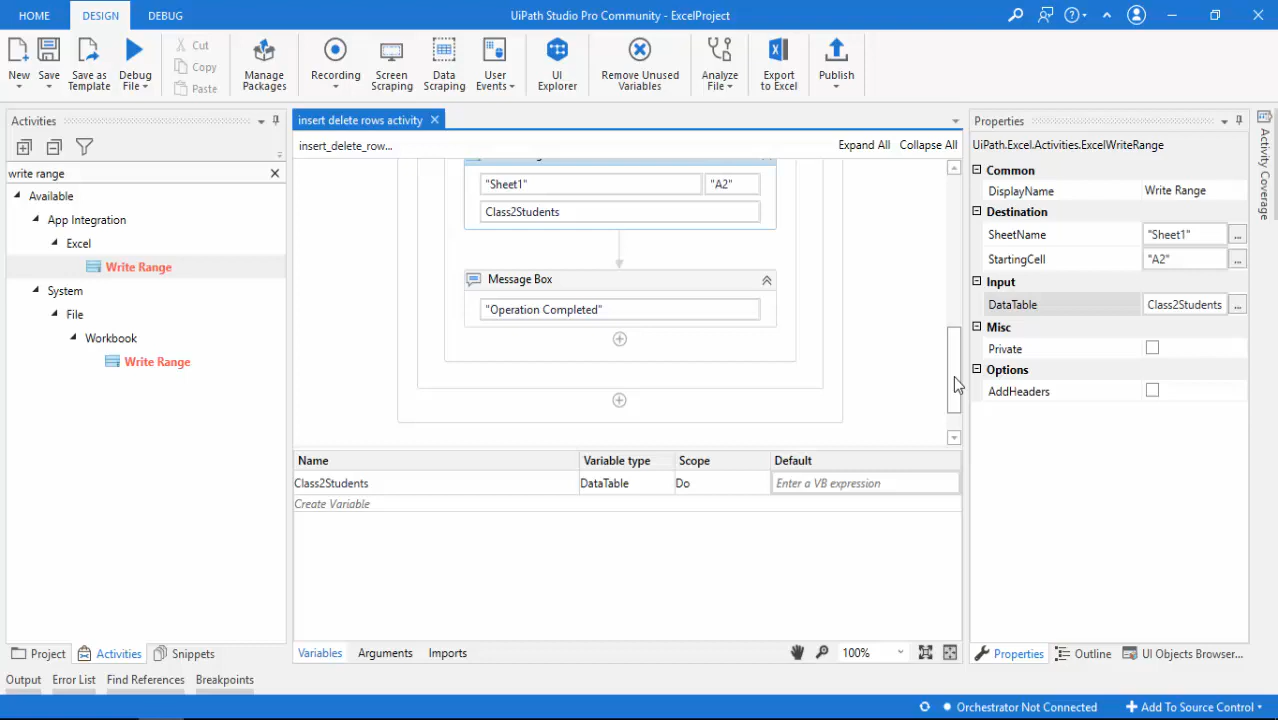 HOME
DESIGN
DEBUG
UiPath Studio Pro Community - ExcelProject
New
Save
Save as Template
Debug File
Cut
Copy
Paste
Manage Packages
Recording
Screen Scraping
Data Scraping
User Events
UI Explorer
Remove Unused Variables
Analyze File
Export to Excel
Publish
Activities
write range
Available
App Integration
Excel
Write Range
System
File
Workbook
Write Range
Project
Activities
Snippets
insert delete rows activity
insert_delete_row...
Expand All
Collapse All
"Sheet1"
"A2"
Class2Students
Message Box
"Operation Completed"
Name
Variable type
Scope
Default
Class2Students
DataTable
Do
Enter a VB expression
Create Variable
Variables
Arguments
Imports
100%
Properties
UiPath.Excel.Activities.ExcelWriteRange
Common
DisplayName
Write Range
Destination
SheetName
"Sheet1"
...
StartingCell
"A2"
...
Input
DataTable
Class2Students
...
Misc
Private
Options
AddHeaders
Properties
Outline
UI Objects Browser...
Activity Coverage
Output
Error List
Find References
Breakpoints
Orchestrator Not Connected
Add To Source Control